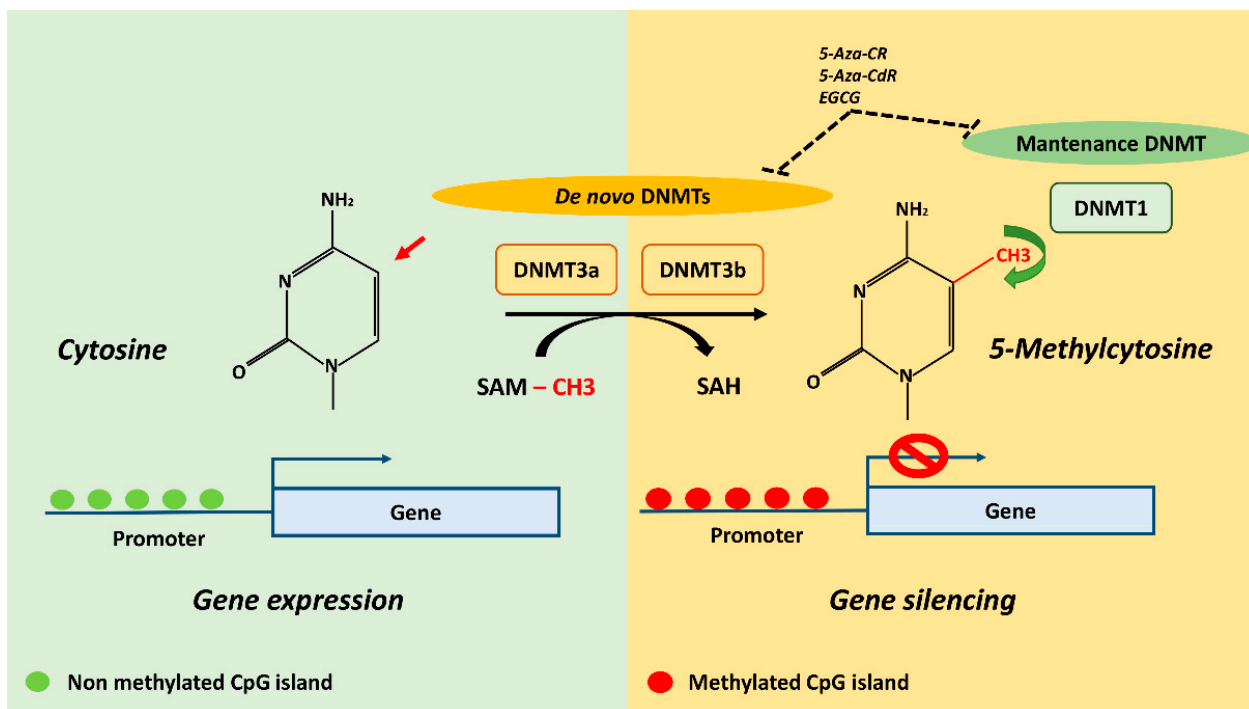 5-Aza-CR
5-Aza-CdR
EGCG
Mantenance DNMT
De novo DNMTs
DNMT1
NH₂
NH₂
DNMT3a
DNMT3b
CH3
N
N
Cytosine
5-Methylcytosine
O
N
O
N
SAM – CH3
SAH
Gene
Gene
Promoter
Promoter
Gene expression
Gene silencing
Non methylated CpG island
Methylated CpG island